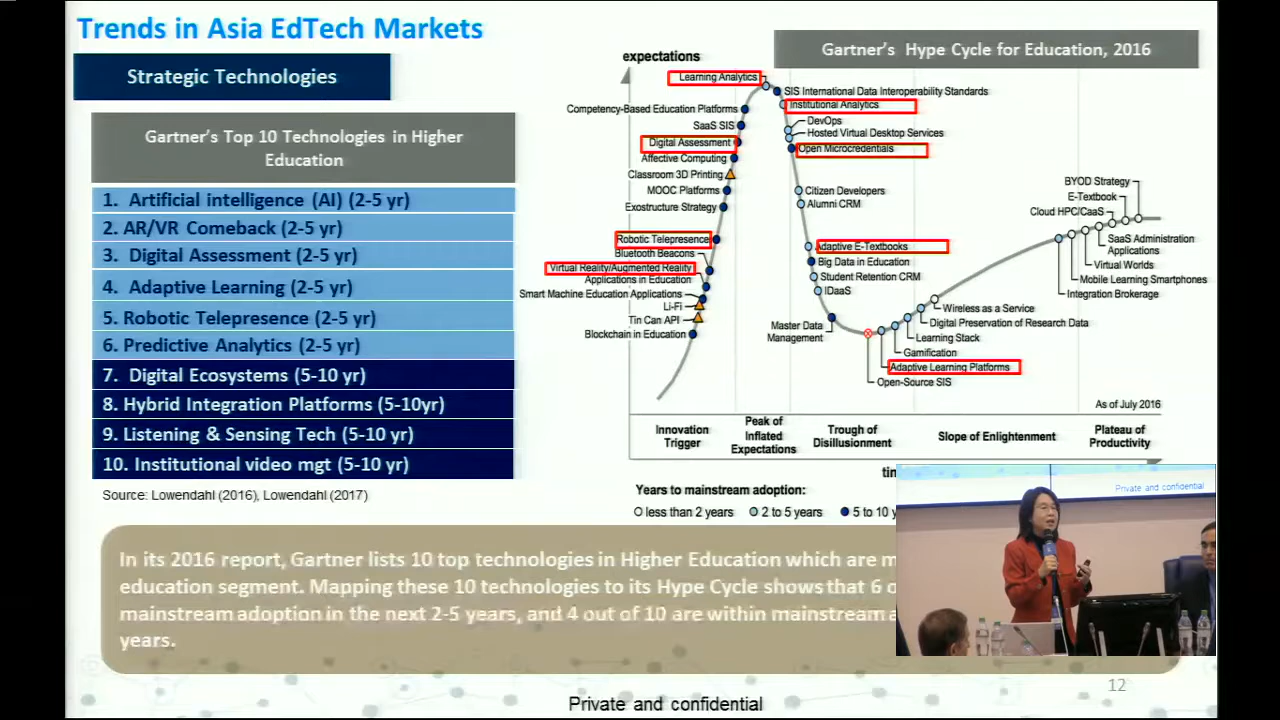 Trends in Asia EdTech Markets
Strategic Technologies
Gartner's Top 10 Technologies in Higher
Education
1. Artificial intelligence (AI) (2-5 yr)
2. AR/VR Comeback (2-5 yr)
3. Digital Assessment (2-5 yr)
4. Adaptive Learning (2-5 yr)
5. Robotic Telepresence (2-5 yr)
6. Predictive Analytics (2-5 yr)
7. Digital Ecosystems (5-10 yr)
8. Hybrid Integration Platforms (5-10yr)
9. Listening & Sensing Tech (5-10 yr)
10. Institutional video mgt (5-10 yr)
Source: Lowendahl (2016), Lowendahl (2017)
Gartner's Hype Cycle for Education, 2016
expectations
Learning Analytics
Competency-Based Education Platforms
SaaS SIS
Digital Assessment
Affective Computing
Classroom 3D Printing
MOOC Platforms
Exostructure Strategy
Robotic Telepresence
Bluetooth Beacons
Virtual Reality/Augmented Reality
Applications in Education
Smart Machine Education Applications
Li-Fi
Tin Can API
Blockchain in Education
SIS International Data Interoperability Standards
Institutional Analytics
DevOps
Hosted Virtual Desktop Services
Open Microcredentials
Citizen Developers
Alumni CRM
Adaptive E-Textbooks
Big Data in Education
Student Retention CRM
IDaaS
Master Data
Management
Open-Source SIS
Adaptive Learning Platforms
Gamification
Learning Stack
Digital Preservation of Research Data
Wireless as a Service
BYOD Strategy
E-Textbook
Cloud HPC/CaaS
SaaS Administration
Applications
Virtual Worlds
Mobile Learning Smartphones
Integration Brokerage
As of July 2016
Innovation
Trigger
Peak of
Inflated
Expectations
Trough of
Disillusionment
Slope of Enlightenment
Plateau of
Productivity
Years to mainstream adoption:
less than 2 years
2 to 5 years
5 to 10 y
In its 2016 report, Gartner lists 10 top technologies in Higher Education which are m
education segment. Mapping these 10 technologies to its Hype Cycle shows that 6 o
mainstream adoption in the next 2-5 years, and 4 out of 10 are within mainstream a
years.
Private and confidential
12
Private and confidential